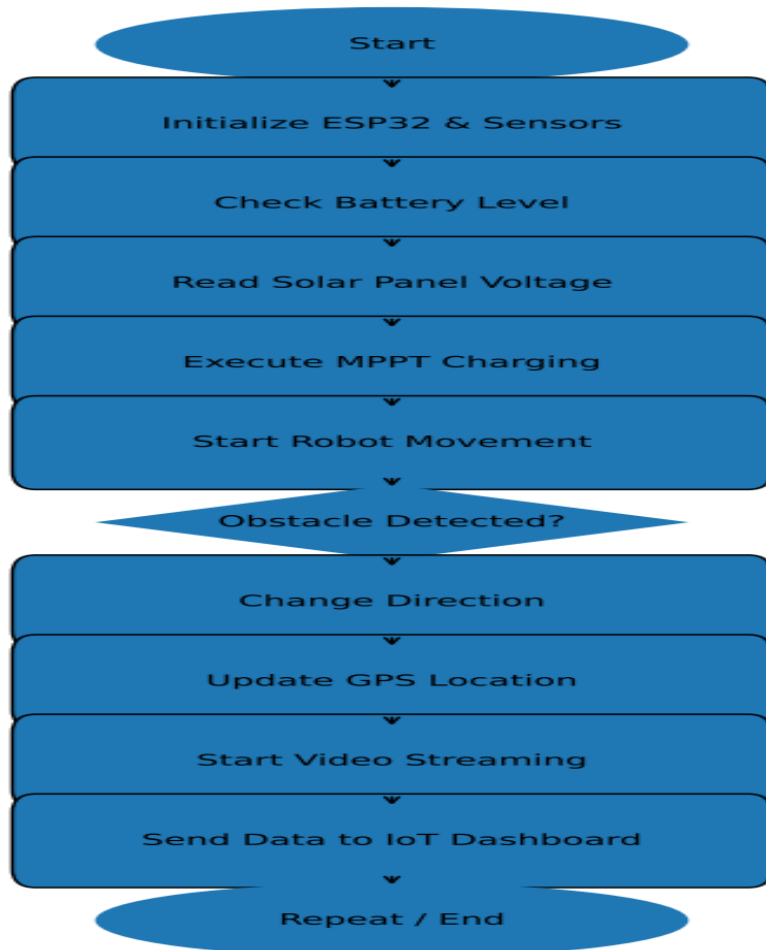 Start
Initialize ESP32 & Sensors
Check Battery Level
Read Solar Panel Voltage
Execute MPPT Charging
Start Robot Movement
Obstacle Detected?
Change Direction
Update GPS Location
Start Video Streaming
Send Data to IoT Dashboard
Repeat / End